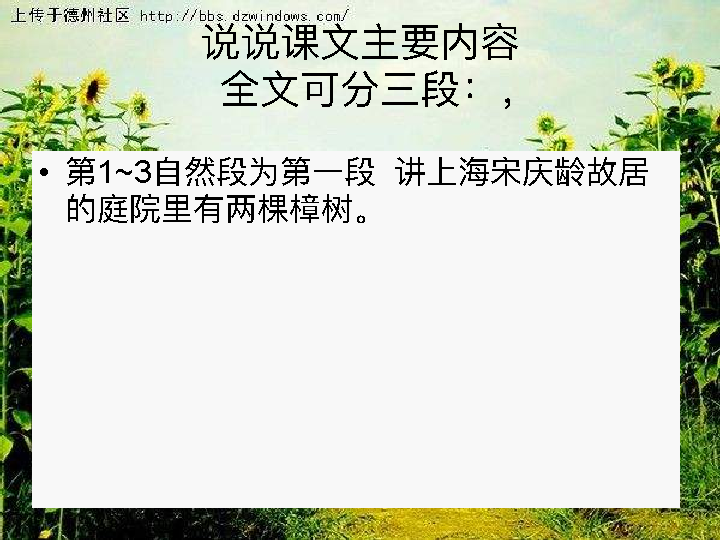 上传于德州社区 http://bbs.dzwindows.com/
说说课文主要内容
全文可分三段：，
• 第1~3自然段为第一段 讲上海宋庆龄故居
的庭院里有两棵樟树。